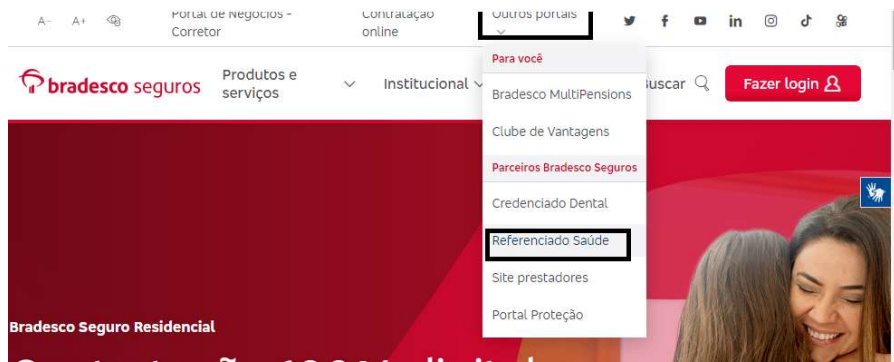 A-
A+
Portal de Negócios -
Corretor
Contratação
online
Outros portais
bradesco seguros
Produtos e
serviços
Institucional
Buscar
Fazer login
Para você
Bradesco MultiPensions
Clube de Vantagens
Parceiros Bradesco Seguros
Credenciado Dental
Referenciado Saúde
Site prestadores
Portal Proteção
Bradesco Seguro Residencial